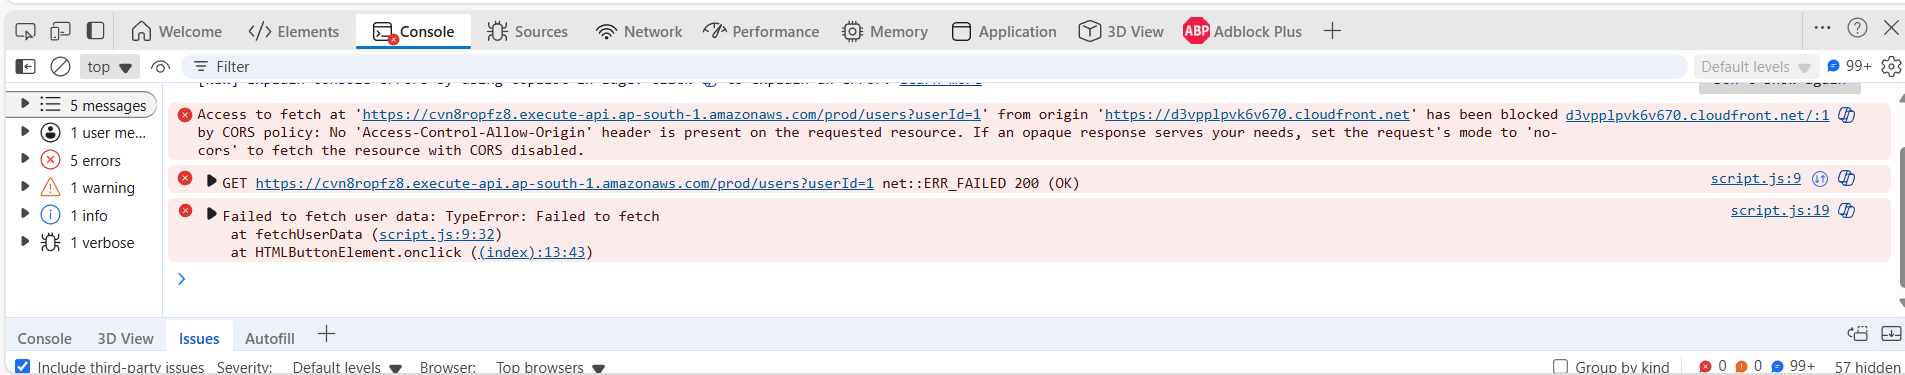 Welcome Elements Console Sources Network Performance Memory Application 3D View ABP Adblock Plus
top Filter Default levels 99+
5 messages
1 user me...
5 errors
1 warning
1 info
1 verbose
Access to fetch at 'https://cvn8ropfz8.execute-api.ap-south-1.amazonaws.com/prod/users?userId=1' from origin 'https://d3vpplpvk6v670.cloudfront.net' has been blocked d3vpplpvk6v670.cloudfront.net/:1
by CORS policy: No 'Access-Control-Allow-Origin' header is present on the requested resource. If an opaque response serves your needs, set the request's mode to 'no-
cors' to fetch the resource with CORS disabled.
GET https://cvn8ropfz8.execute-api.ap-south-1.amazonaws.com/prod/users?userId=1 net::ERR_FAILED 200 (OK) script.js:9
Failed to fetch user data: TypeError: Failed to fetch script.js:19
at fetchUserData (script.js:9:32)
at HTMLButtonElement.onclick ((index):13:43)
Console 3D View Issues Autofill
Include third-party issues Severity: Default levels Browser: Top browsers Group by kind 0 0 99+ 57 hidden